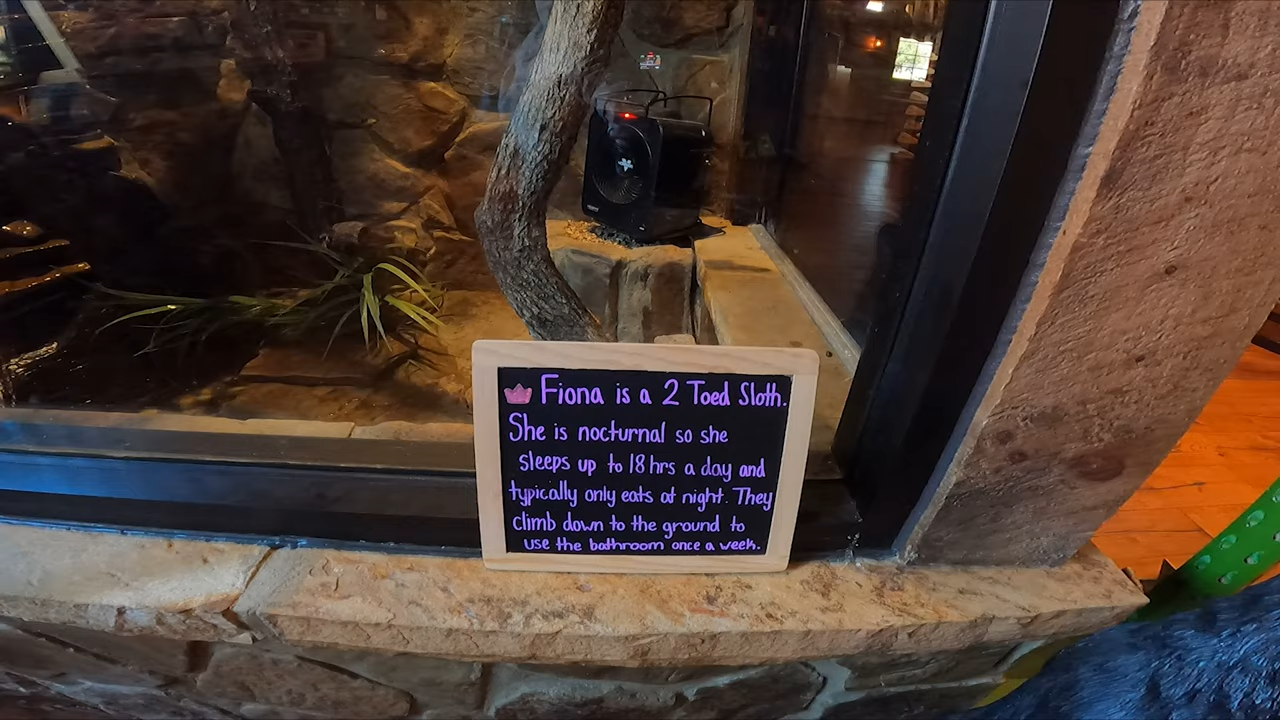 Fiona is a 2 Toed Sloth.
She is nocturnal so she
sleeps up to 18 hrs a day and
typically only eats at night. They
climb down to the ground to
use the bathroom once a week.